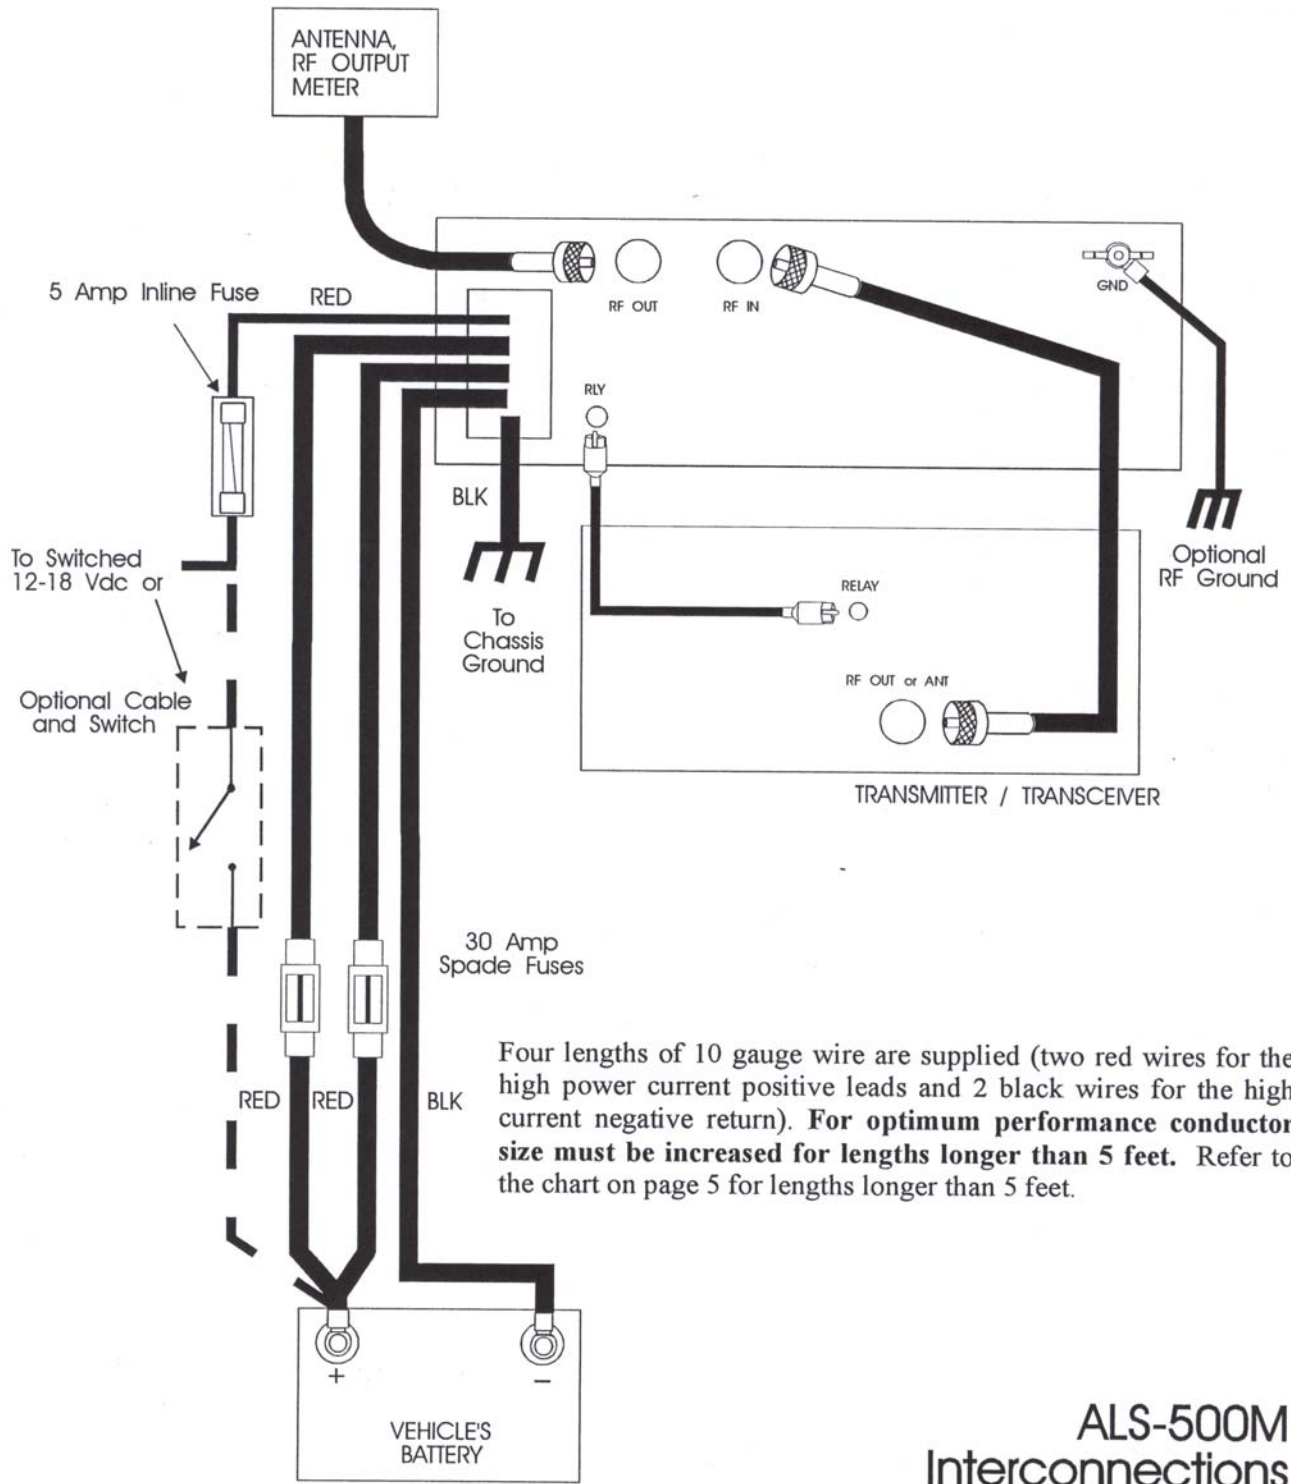 ANTENNA,
RF OUTPUT
METER
5 Amp Inline Fuse
RED
RF OUT
RF IN
GND
RLY
BLK
To Switched
12-18 Vdc or
To
Chassis
Ground
Optional
RF Ground
RELAY
Optional Cable
and Switch
RF OUT or ANT
TRANSMITTER / TRANSCEIVER
30 Amp
Spade Fuses
Four lengths of 10 gauge wire are supplied (two red wires for the
high power current positive leads and 2 black wires for the high
current negative return). For optimum performance conductor
size must be increased for lengths longer than 5 feet. Refer to
the chart on page 5 for lengths longer than 5 feet.
RED
RED
BLK
+
−
VEHICLE'S
BATTERY
ALS-500M
Interconnections